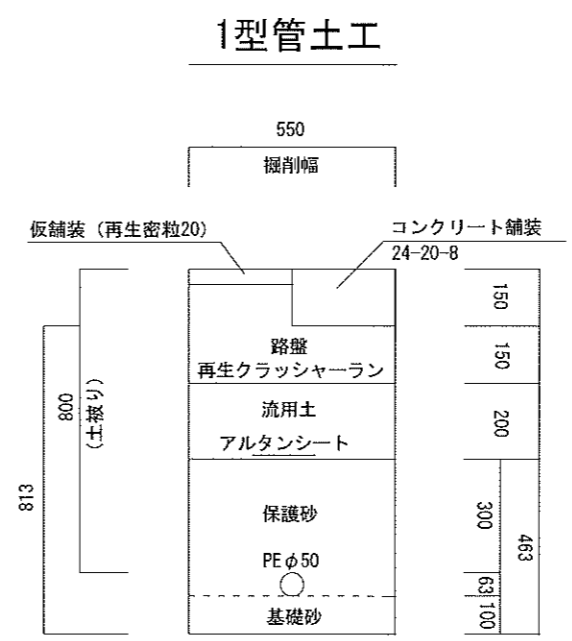 1型管土工
550
掘削幅
仮舗装（再生密粒20）
コンクリート舗装
24-20-8
150
路盤
再生クラッシャーラン
150
流用土
アルタンシート
200
800
(土被り)
813
保護砂
300
463
PEφ50
63
基礎砂
100